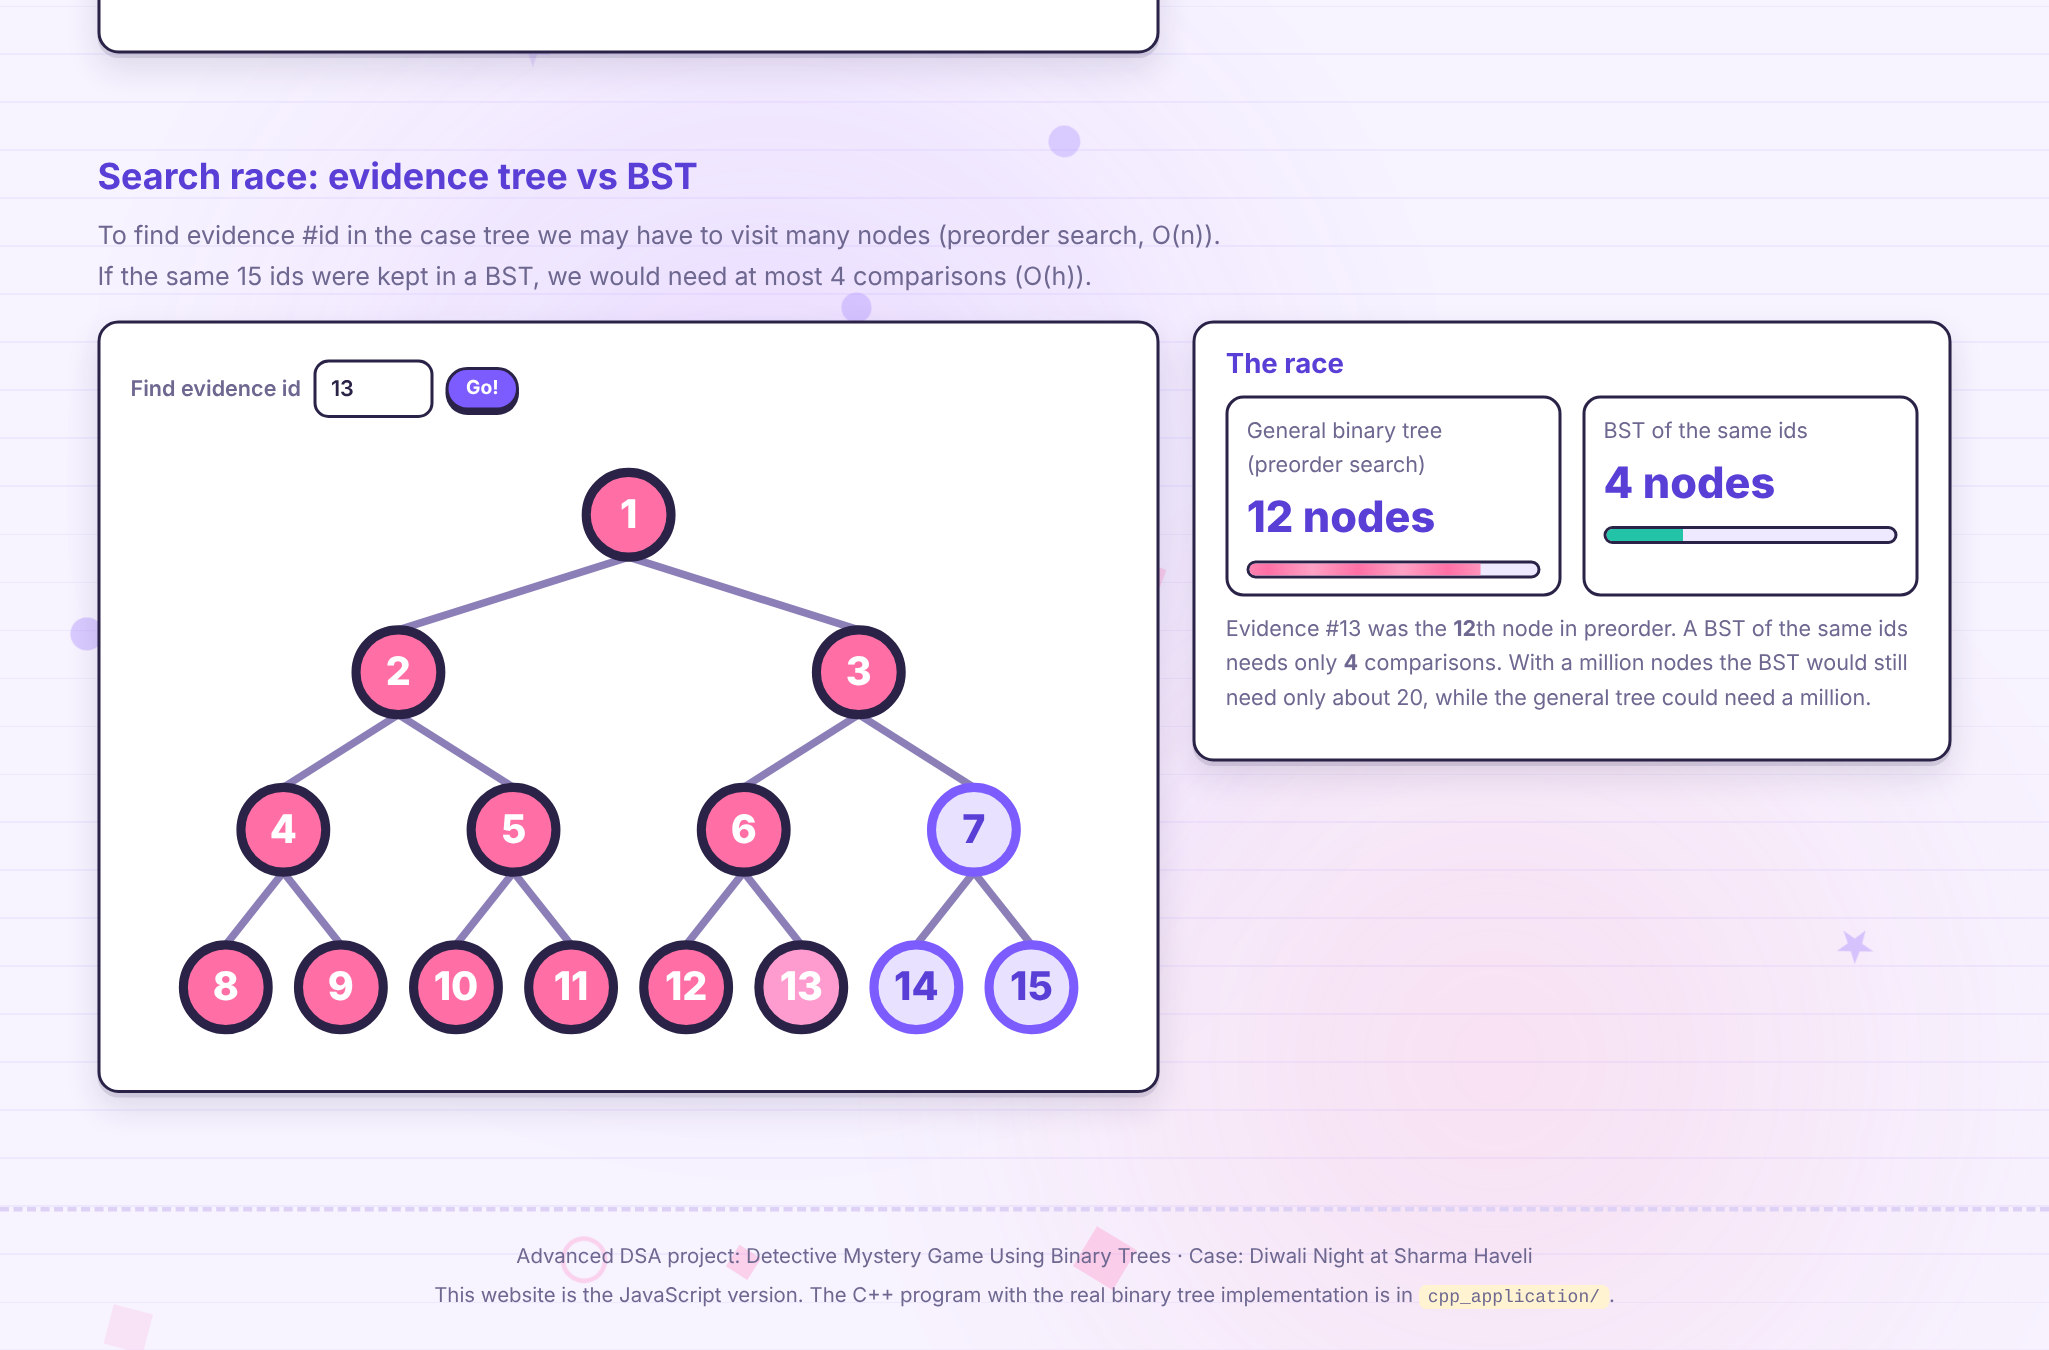 Search race: evidence tree vs BST
To find evidence #id in the case tree we may have to visit many nodes (preorder search, O(n)).
If the same 15 ids were kept in a BST, we would need at most 4 comparisons (O(h)).
Find evidence id 13 Go!
1
2 3
4 5 6 7
8 9 10 11 12 13 14 15
The race
General binary tree
(preorder search)
12 nodes
BST of the same ids
4 nodes
Evidence #13 was the 12th node in preorder. A BST of the same ids
needs only 4 comparisons. With a million nodes the BST would still
need only about 20, while the general tree could need a million.
Advanced DSA project: Detective Mystery Game Using Binary Trees · Case: Diwali Night at Sharma Haveli
This website is the JavaScript version. The C++ program with the real binary tree implementation is in cpp_application/ .